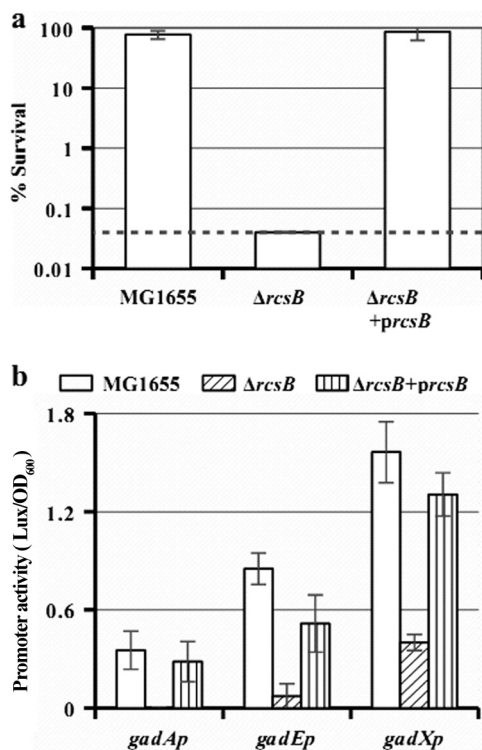 a
% Survival
100
10
1
0.1
0.01
MG1655 ΔrcsB ΔrcsB
+prcsB
b
MG1655 ΔrcsB ΔrcsB+prcsB
Promoter activity ( Lux/OD600)
1.8
1.2
0.6
0
gadAp gadEp gadXp